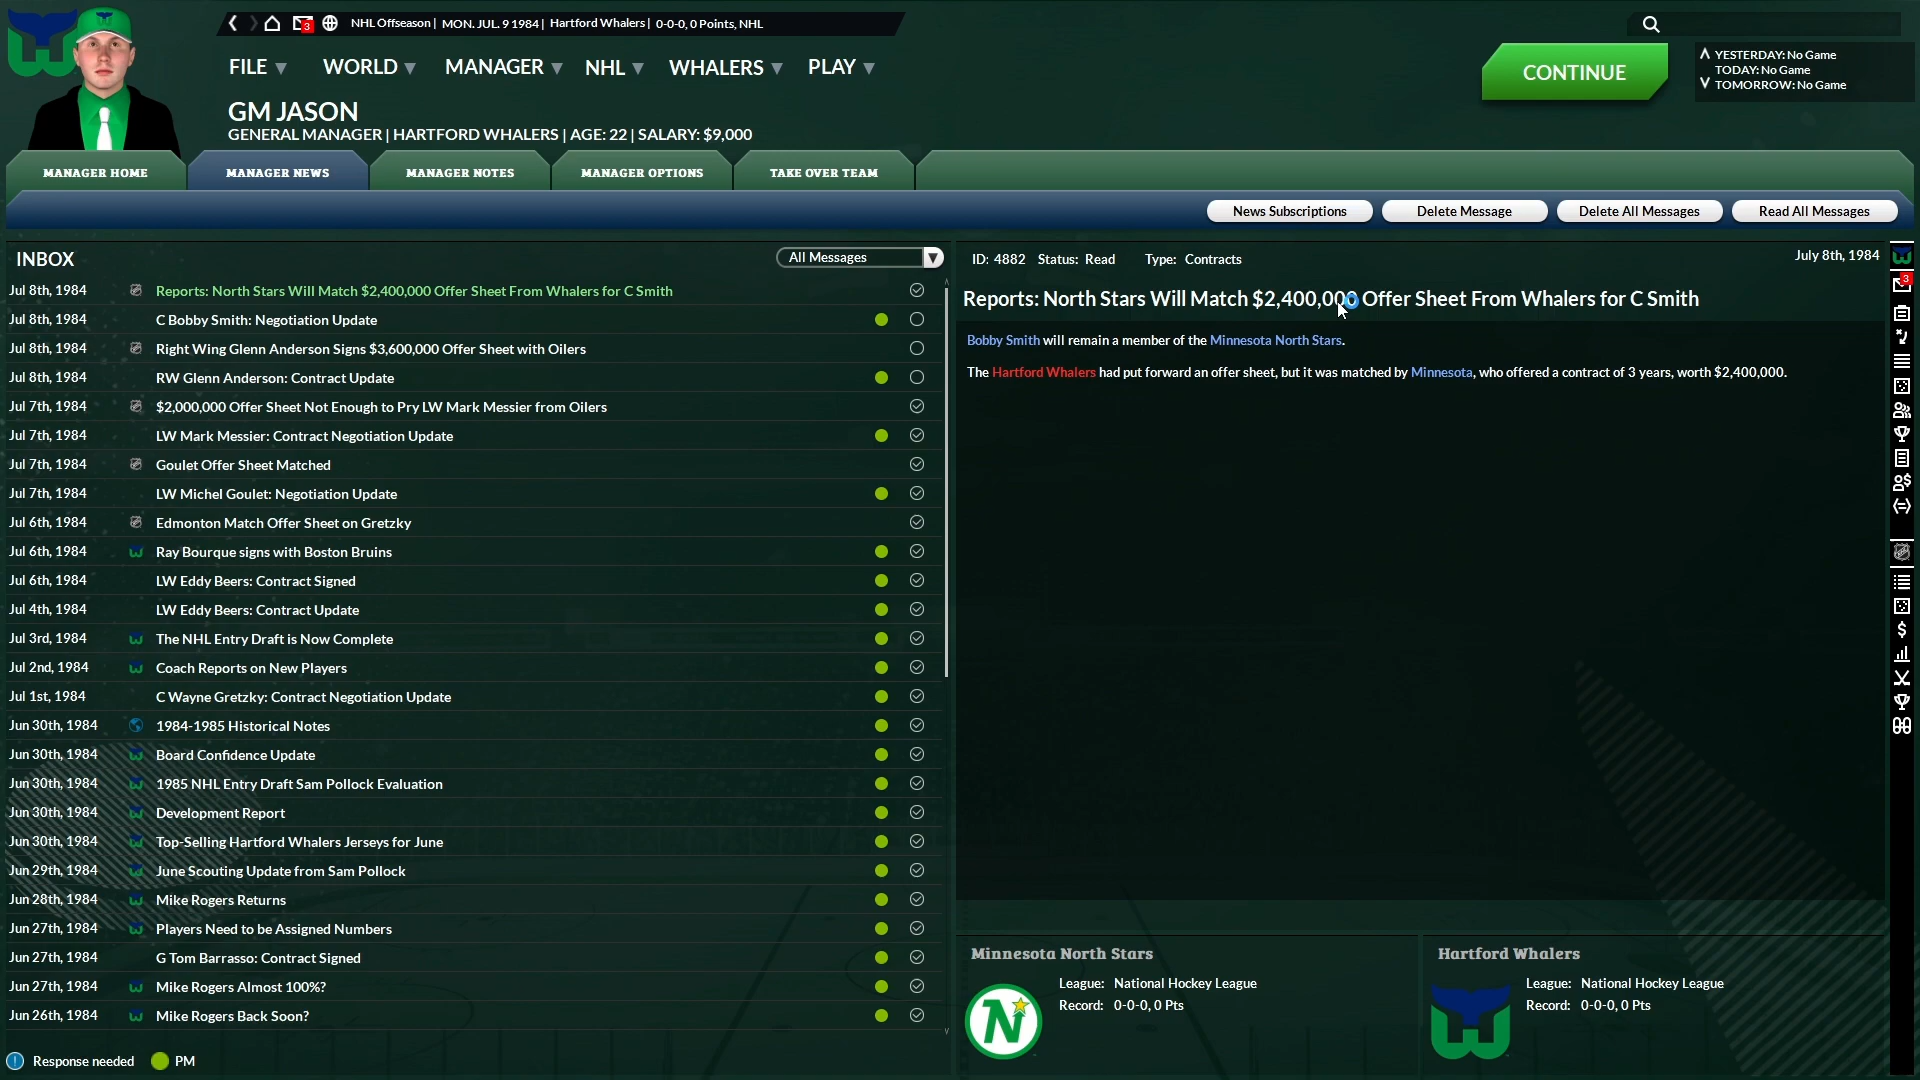 NHL Offseason | MON. JUL. 9 1984 | Hartford Whalers | 0-0-0, 0 Points, NHL
FILE WORLD MANAGER NHL WHALERS PLAY
CONTINUE
YESTERDAY: No Game
TODAY: No Game
TOMORROW: No Game
GM JASON
GENERAL MANAGER | HARTFORD WHALERS | AGE: 22 | SALARY: $9,000
MANAGER HOME MANAGER NEWS MANAGER NOTES MANAGER OPTIONS TAKE OVER TEAM
News Subscriptions Delete Message Delete All Messages Read All Messages
INBOX All Messages
Jul 8th, 1984 Reports: North Stars Will Match $2,400,000 Offer Sheet From Whalers for C Smith
Jul 8th, 1984 C Bobby Smith: Negotiation Update
Jul 8th, 1984 Right Wing Glenn Anderson Signs $3,600,000 Offer Sheet with Oilers
Jul 8th, 1984 RW Glenn Anderson: Contract Update
Jul 7th, 1984 $2,000,000 Offer Sheet Not Enough to Pry LW Mark Messier from Oilers
Jul 7th, 1984 LW Mark Messier: Contract Negotiation Update
Jul 7th, 1984 Goulet Offer Sheet Matched
Jul 7th, 1984 LW Michel Goulet: Negotiation Update
Jul 6th, 1984 Edmonton Match Offer Sheet on Gretzky
Jul 6th, 1984 Ray Bourque signs with Boston Bruins
Jul 6th, 1984 LW Eddy Beers: Contract Signed
Jul 4th, 1984 LW Eddy Beers: Contract Update
Jul 3rd, 1984 The NHL Entry Draft is Now Complete
Jul 2nd, 1984 Coach Reports on New Players
Jul 1st, 1984 C Wayne Gretzky: Contract Negotiation Update
Jun 30th, 1984 1984-1985 Historical Notes
Jun 30th, 1984 Board Confidence Update
Jun 30th, 1984 1985 NHL Entry Draft Sam Pollock Evaluation
Jun 30th, 1984 Development Report
Jun 30th, 1984 Top-Selling Hartford Whalers Jerseys for June
Jun 29th, 1984 June Scouting Update from Sam Pollock
Jun 28th, 1984 Mike Rogers Returns
Jun 27th, 1984 Players Need to be Assigned Numbers
Jun 27th, 1984 G Tom Barrasso: Contract Signed
Jun 27th, 1984 Mike Rogers Almost 100%?
Jun 26th, 1984 Mike Rogers Back Soon?
Response needed PM
ID: 4882 Status: Read Type: Contracts July 8th, 1984
Reports: North Stars Will Match $2,400,000 Offer Sheet From Whalers for C Smith
Bobby Smith will remain a member of the Minnesota North Stars.
The Hartford Whalers had put forward an offer sheet, but it was matched by Minnesota, who offered a contract of 3 years, worth $2,400,000.
Minnesota North Stars
League: National Hockey League
Record: 0-0-0, 0 Pts
Hartford Whalers
League: National Hockey League
Record: 0-0-0, 0 Pts
3
3